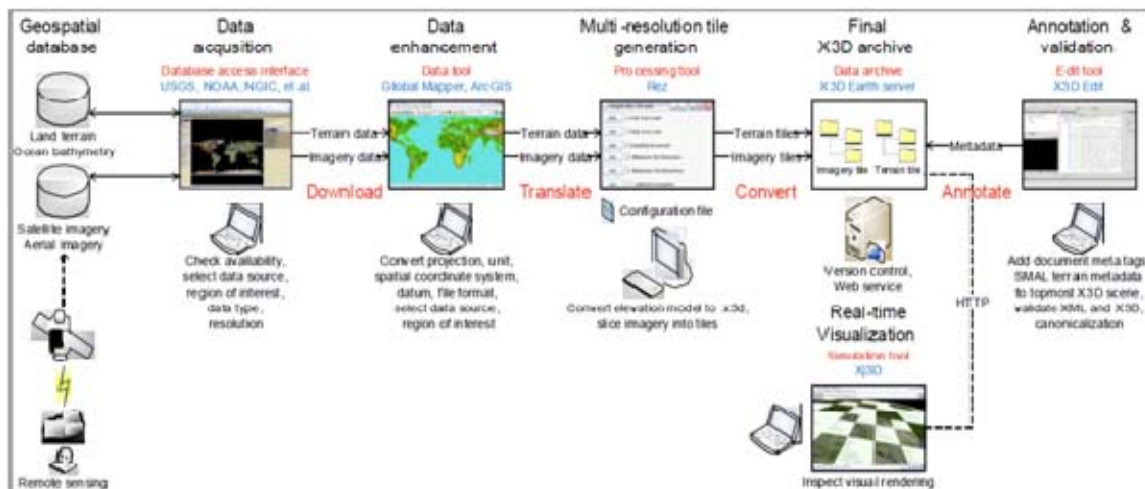 Geospatial
database
Land terrain
Ocean bathymetry
Satellite imagery
Aerial imagery
Remote sensing
Data
acqusition
Database access interface
USGS, NOAA, NGIC, et.al.
Check availability,
select data source,
region of interest,
data type,
resolution
Terrain data
Imagery data
Download
Data
enhancement
Data tool
Global Mapper, ArcGIS
Convert projection, unit,
spatial coordinate system,
datum, file format,
select data source,
region of interest
Terrain data
Imagery data
Translate
Multi-resolution tile
generation
Processing tool
Rez
Configuration file
Convert elevation model to .x3d,
slice imagery into tiles
Terrain files
Imagery files
Convert
Final
X3D archive
Data archive
X3D Earth server
Imagery tile
Terrain tile
Version control,
Web service
Real-time
Visualization
Simulation tool
Xj3D
Inspect visual rendering
Metadata
Annotate
HTTP
Annotation &
validation
Edit tool
X3D Edit
Add document meta tags
SMAL terrain metadata
to topmost X3D scene,
validate XML and X3D,
canonicalization